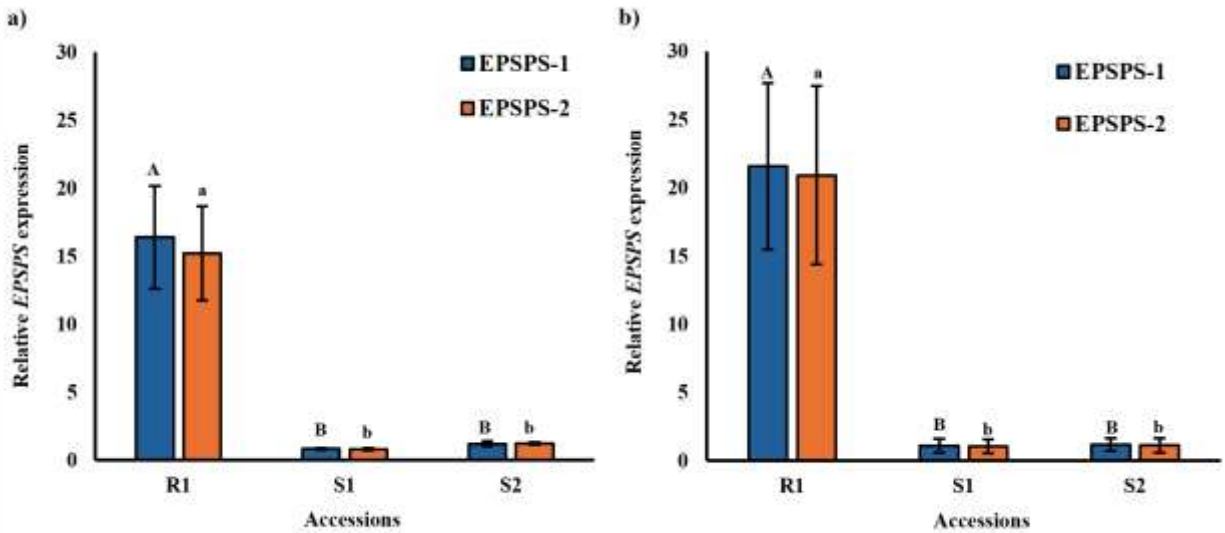 a)
Relative EPSPS expression
30
25
20
15
10
5
0
EPSPS-1
EPSPS-2
A
a
B
b
B
b
R1
S1
S2
Accessions
b)
Relative EPSPS expression
30
25
20
15
10
5
0
EPSPS-1
EPSPS-2
A
a
B
b
B
b
R1
S1
S2
Accessions